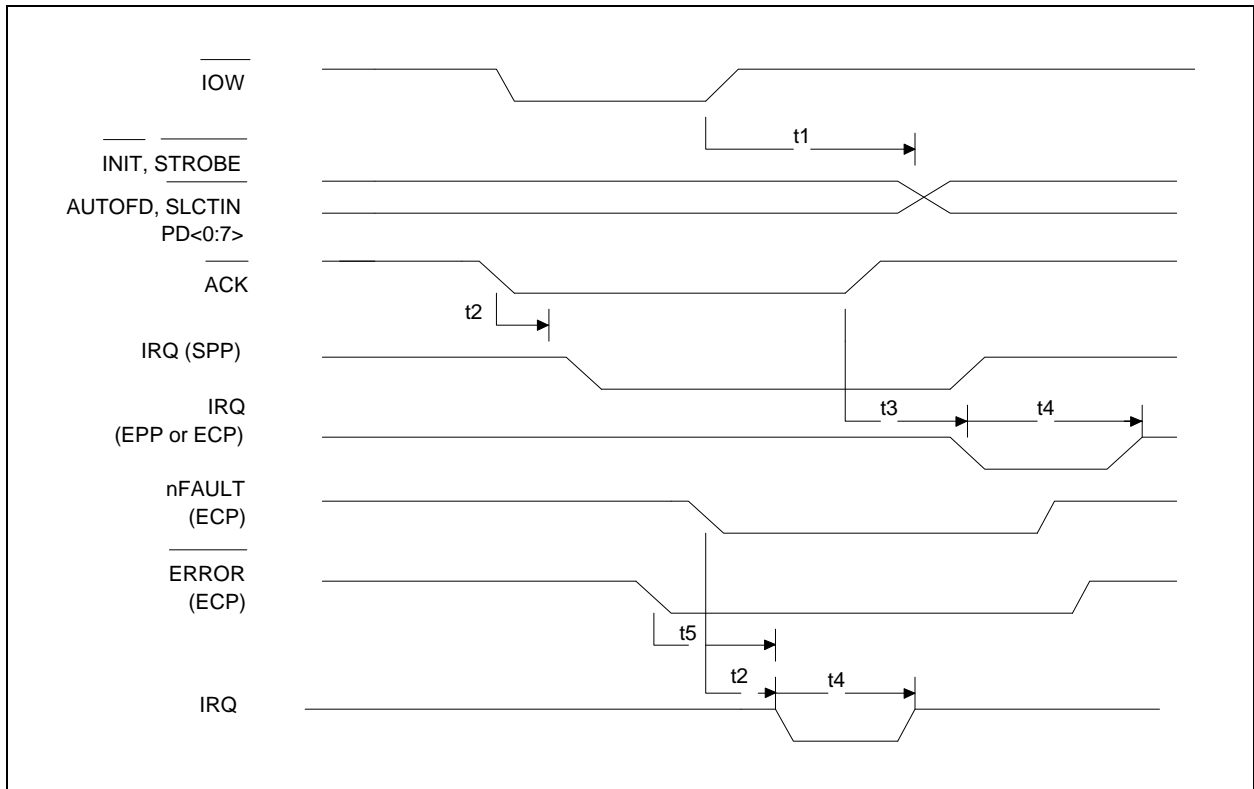 IOW
t1
INIT, STROBE
AUTOFD, SLCTIN
PD<0:7>
ACK
t2
IRQ (SPP)
IRQ
(EPP or ECP)
t3
t4
nFAULT
(ECP)
ERROR
(ECP)
t5
t2
t4
IRQ